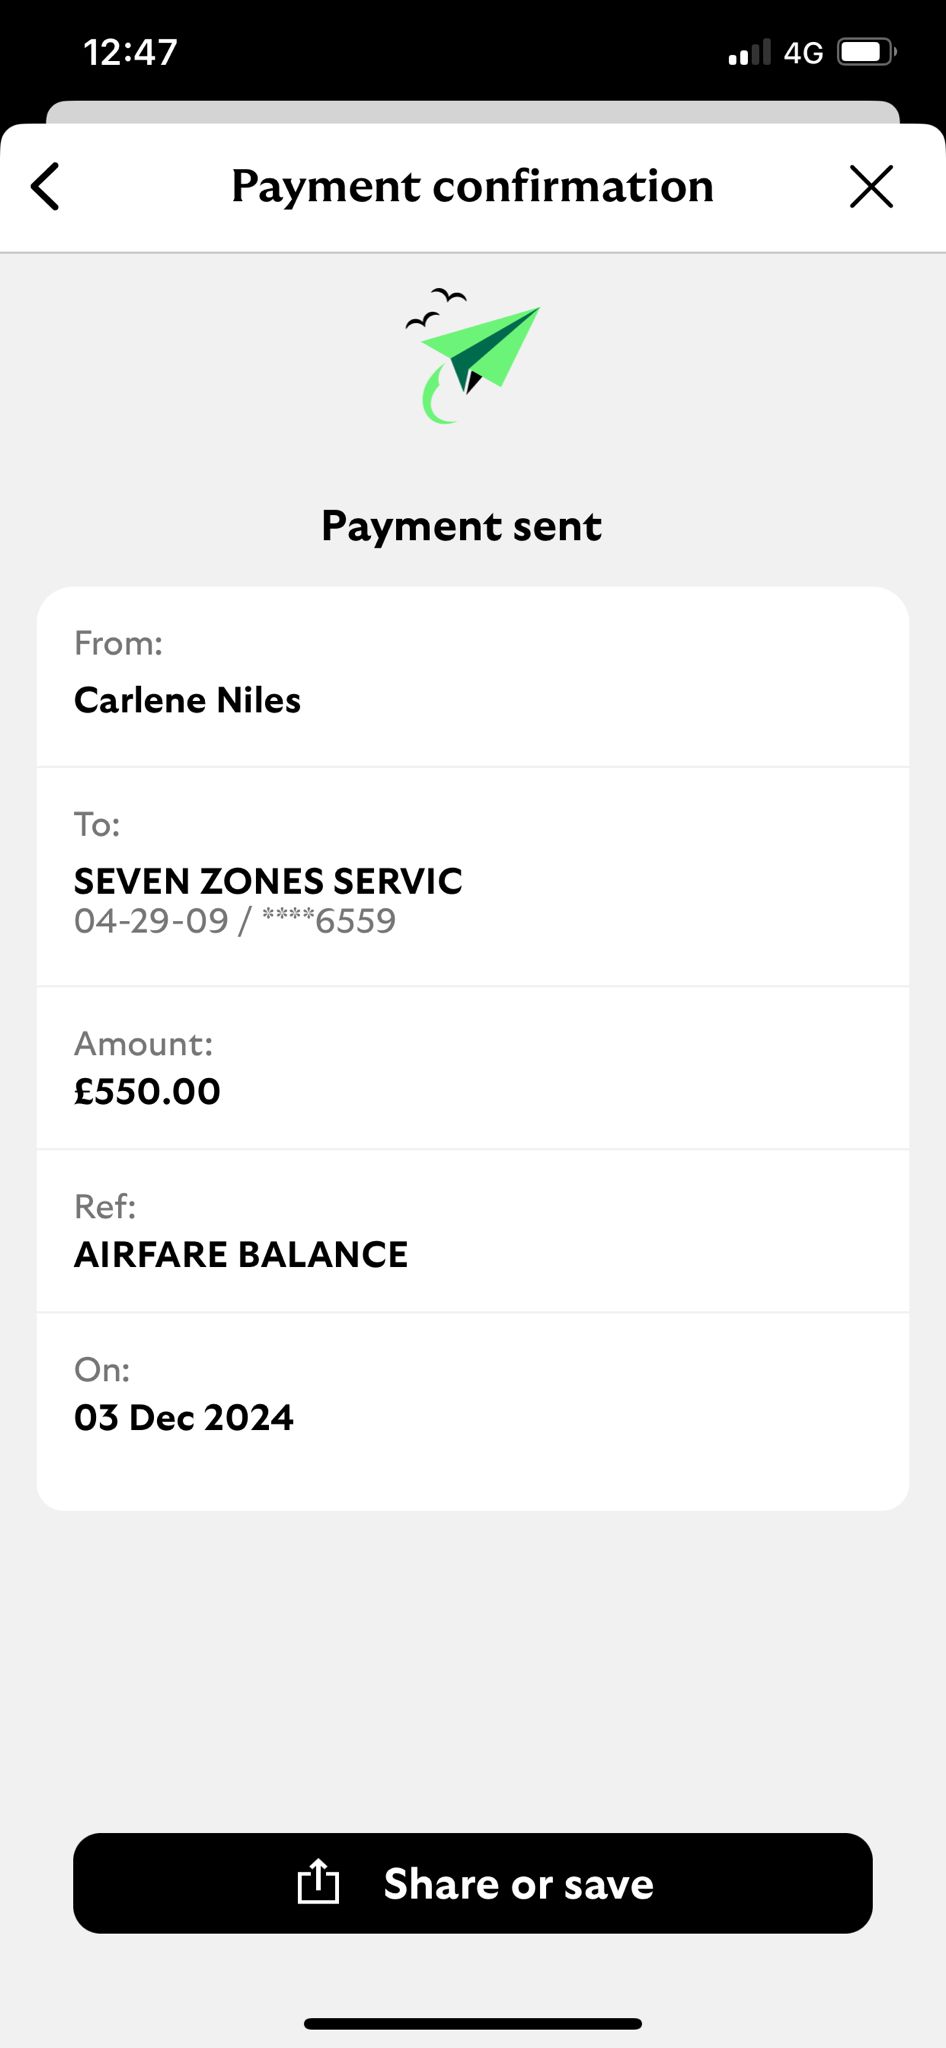 12:47
4G
Payment confirmation
Payment sent
From:
Carlene Niles
To:
SEVEN ZONES SERVIC
04-29-09 / ****6559
Amount:
£550.00
Ref:
AIRFARE BALANCE
On:
03 Dec 2024
Share or save